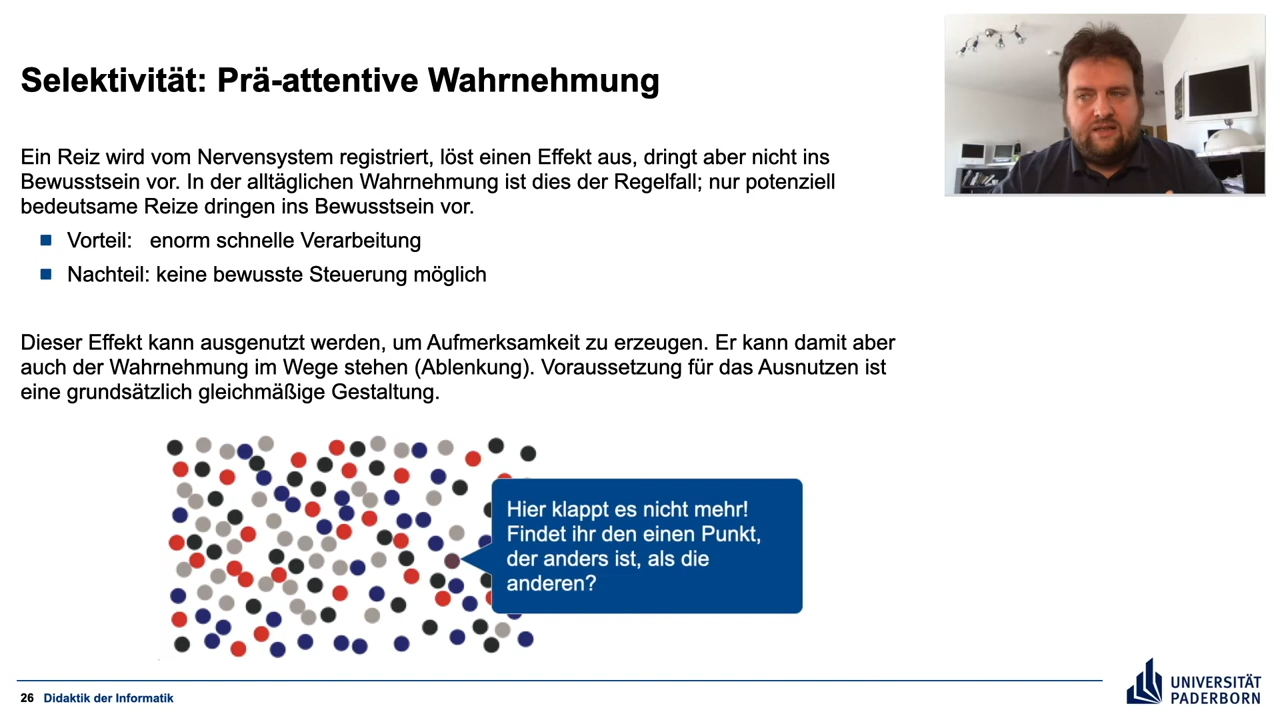 Selektivität: Prä-attentive Wahrnehmung
Ein Reiz wird vom Nervensystem registriert, löst einen Effekt aus, dringt aber nicht ins
Bewusstsein vor. In der alltäglichen Wahrnehmung ist dies der Regelfall; nur potenziell
bedeutsame Reize dringen ins Bewusstsein vor.
Vorteil: enorm schnelle Verarbeitung
Nachteil: keine bewusste Steuerung möglich
Dieser Effekt kann ausgenutzt werden, um Aufmerksamkeit zu erzeugen. Er kann damit aber
auch der Wahrnehmung im Wege stehen (Ablenkung). Voraussetzung für das Ausnutzen ist
eine grundsätzlich gleichmäßige Gestaltung.
Hier klappt es nicht mehr!
Findet ihr den einen Punkt,
der anders ist, als die
anderen?
26 Didaktik der Informatik
UNIVERSITÄT
PADERBORN